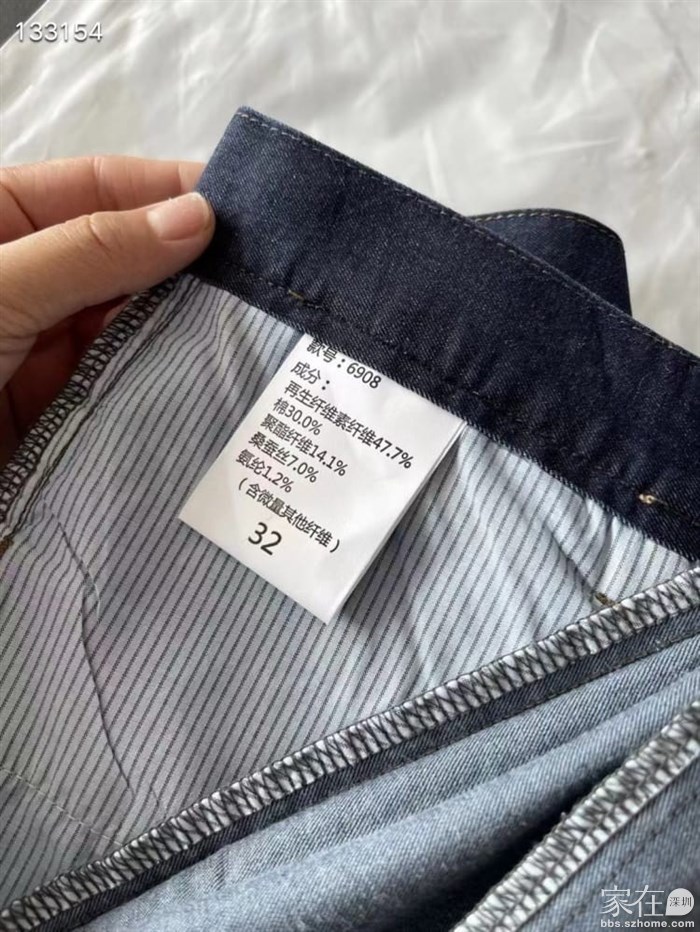 133154
款号：6908
成分：
再生纤维素纤维47.7%
棉30.0%
聚酯纤维14.1%
桑蚕丝7.0%
氨纶1.2%
（含微量其他纤维）
32
家在 深圳
bbs.szhome.com